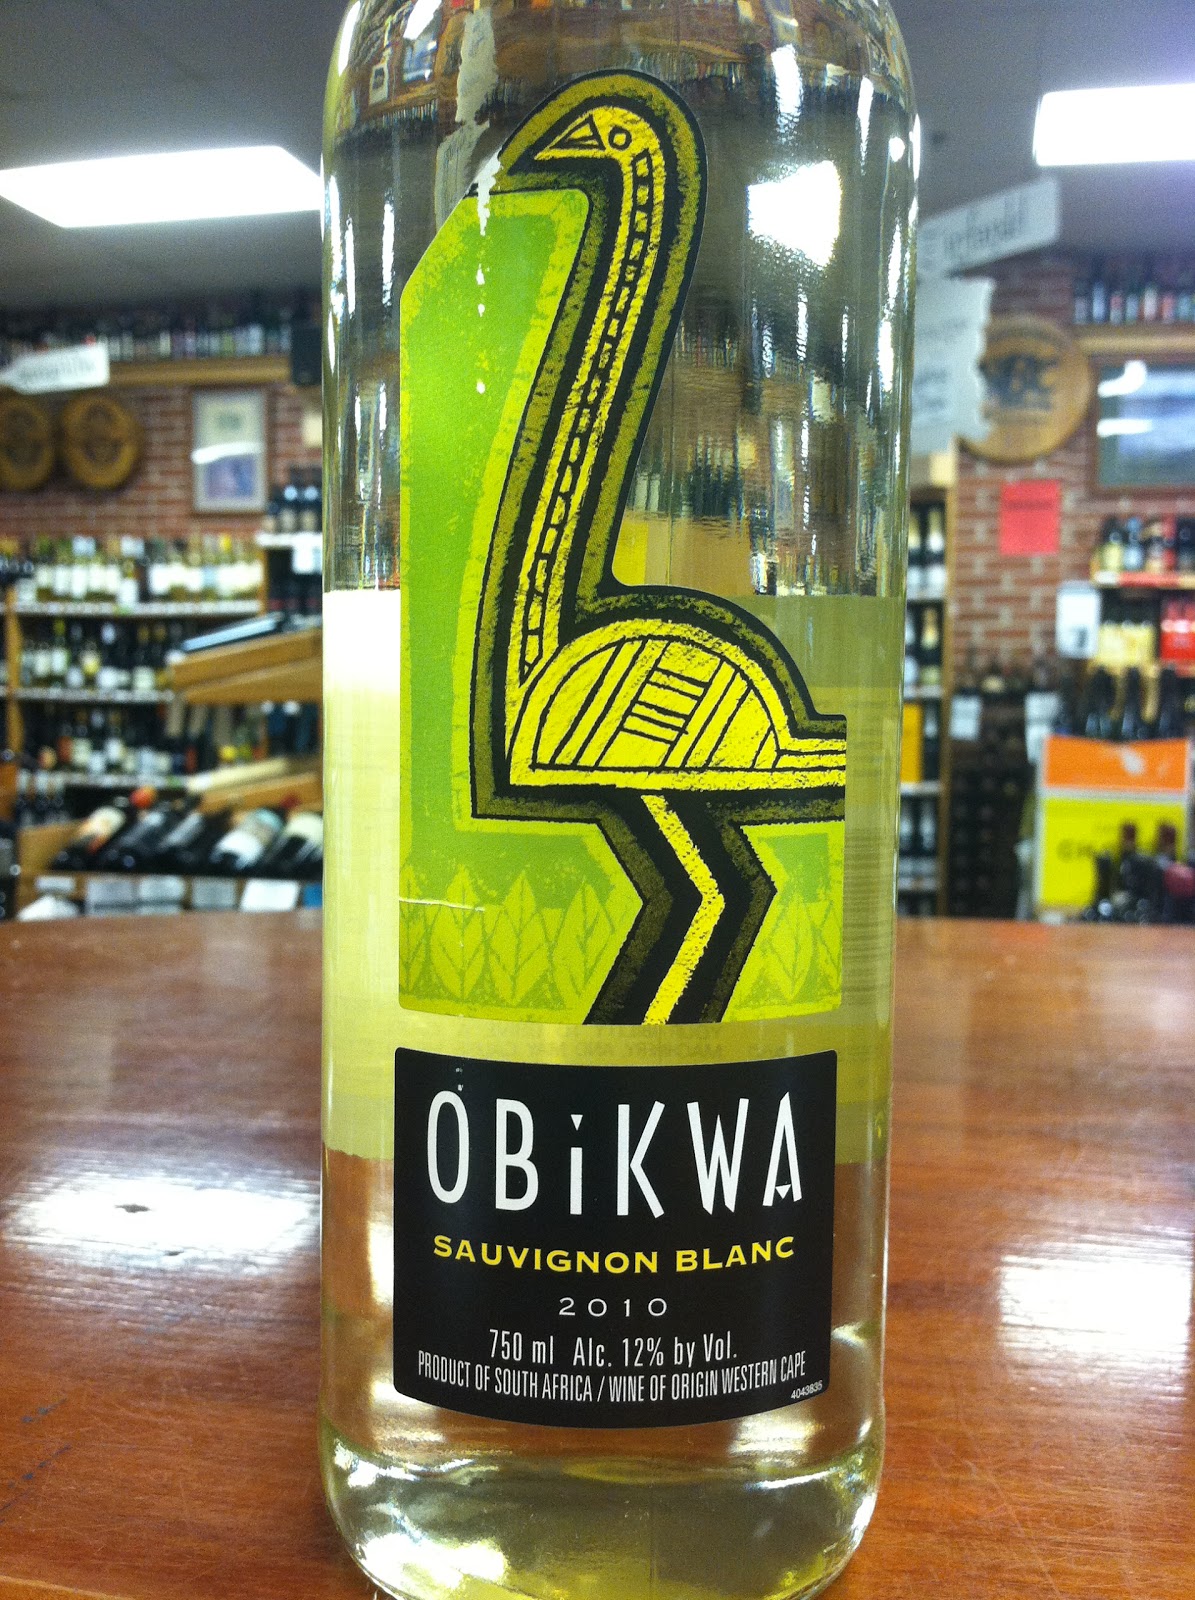 OBiKWA
SAUVIGNON BLANC
2010
750 ml Alc. 12% by Vol.
PRODUCT OF SOUTH AFRICA / WINE OF ORIGIN WESTERN CAPE
4043835